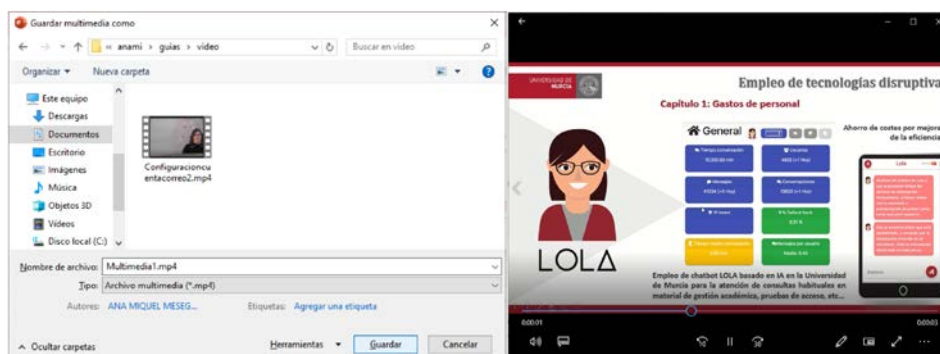 Guardar multimedia como
« anami > guias > video
Buscar en video
Organizar
Nueva carpeta
Este equipo
Descargas
Documentos
Escritorio
Imágenes
Música
Objetos 3D
Vídeos
Disco local (C:)
Configuracioncu
entacorreo2.mp4
Nombre de archivo: Multimedia1.mp4
Tipo: Archivo multimedia (*.mp4)
Autores: ANA MIQUEL MESEG...
Etiquetas: Agregar una etiqueta
Ocultar carpetas
Herramientas
Guardar
Cancelar
UNIVERSIDAD DE
MURCIA
Empleo de tecnologías disruptiva
Capítulo 1: Gastos de personal
General
Ahorro de costes por mejora
de la eficiencia
Lola
LOLA
Empleo de chatbot LOLA basado en IA en la Universidad
de Murcia para la atención de consultas habituales en
material de gestión académica, pruebas de acceso, etc...
0:00:01
0:00:03